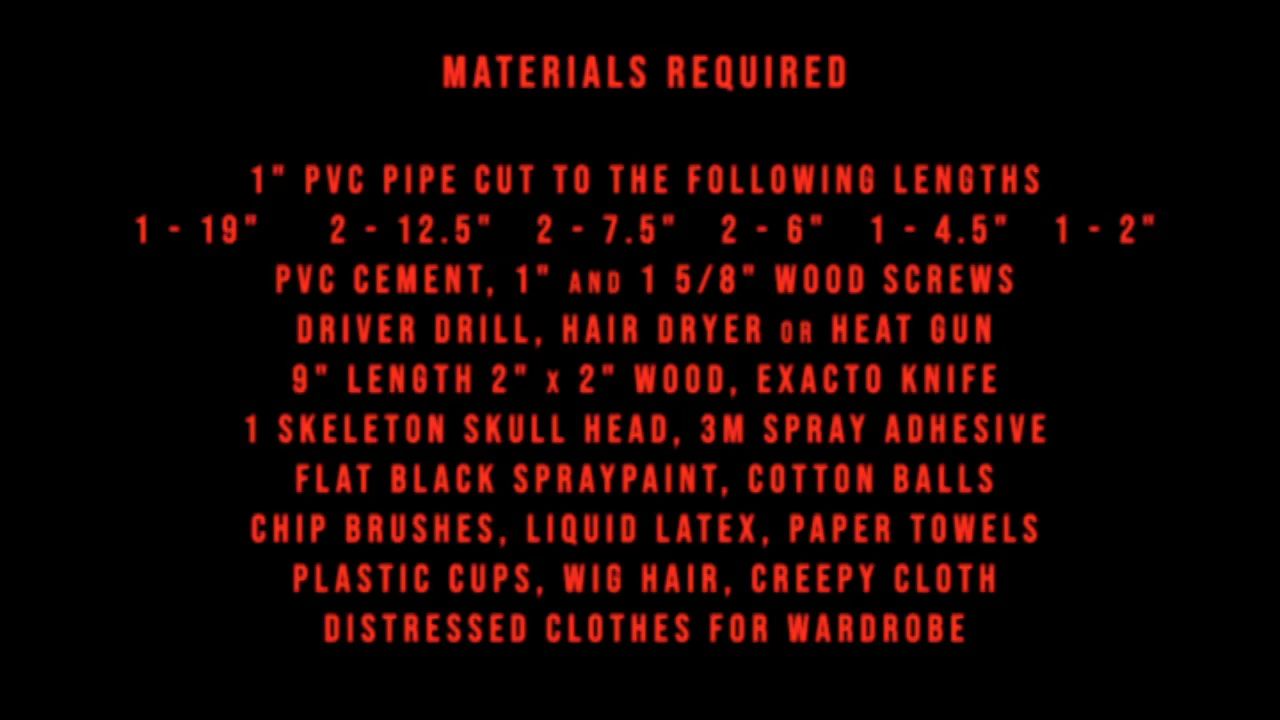 MATERIALS REQUIRED
1" PVC PIPE CUT TO THE FOLLOWING LENGTHS
1 - 19" 2 - 12.5" 2 - 7.5" 2 - 6" 1 - 4.5" 1 - 2"
PVC CEMENT, 1" AND 1 5/8" WOOD SCREWS
DRIVER DRILL, HAIR DRYER OR HEAT GUN
9" LENGTH 2" X 2" WOOD, EXACTO KNIFE
1 SKELETON SKULL HEAD, 3M SPRAY ADHESIVE
FLAT BLACK SPRAYPAINT, COTTON BALLS
CHIP BRUSHES, LIQUID LATEX, PAPER TOWELS
PLASTIC CUPS, WIG HAIR, CREEPY CLOTH
DISTRESSED CLOTHES FOR WARDROBE